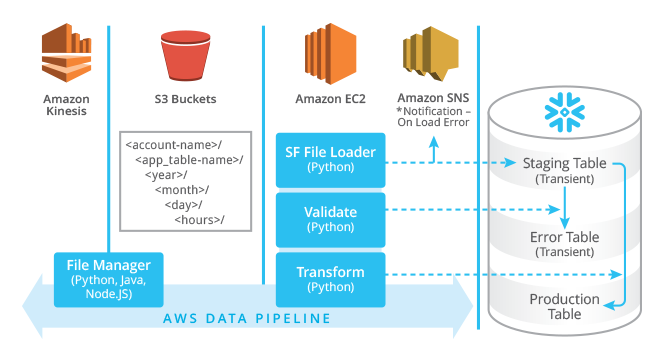 Amazon
Kinesis
S3 Buckets
Amazon EC2
Amazon SNS
*Notification –
On Load Error
<account-name>/
<app_table-name>/
<year>/
<month>/
<day>/
<hours>/
SF File Loader
(Python)
Validate
(Python)
Transform
(Python)
File Manager
(Python, Java,
Node.JS)
Staging Table
(Transient)
Error Table
(Transient)
Production
Table
AWS DATA PIPELINE